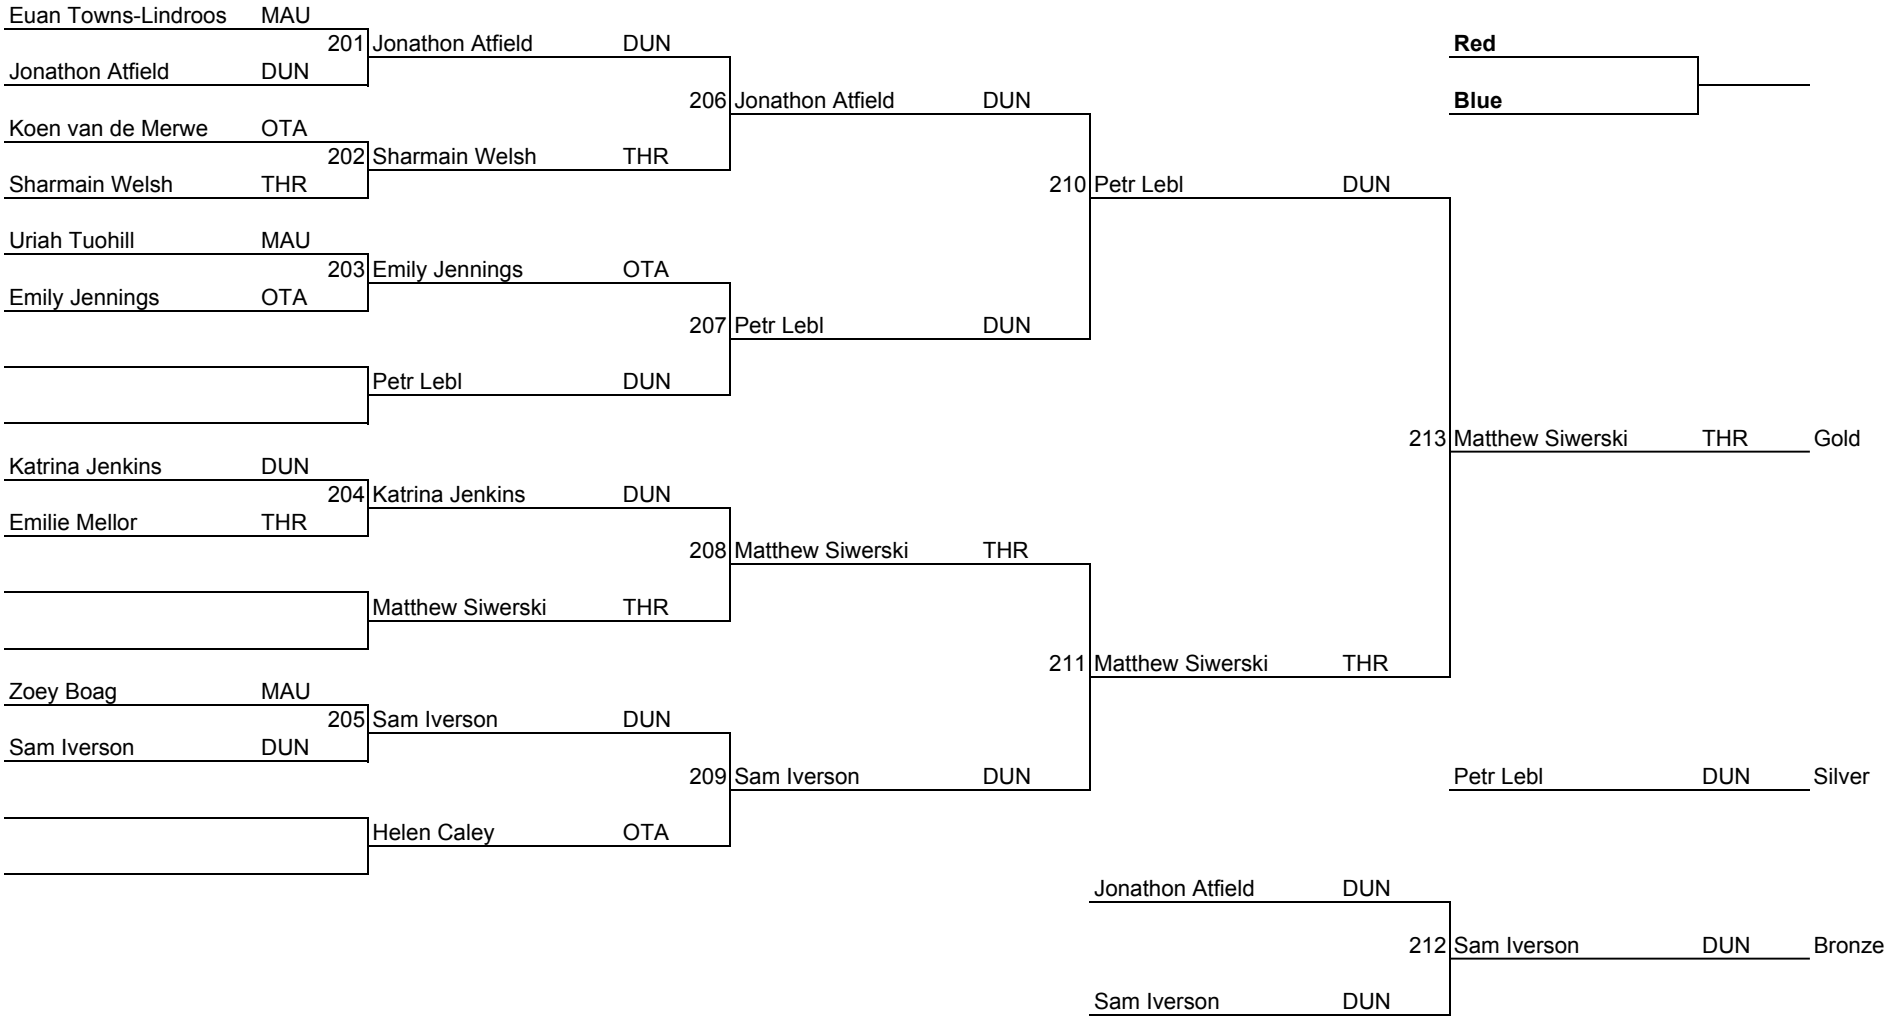 Euan Towns-Lindroos MAU
201 Jonathon Atfield DUN
Red
Jonathon Atfield DUN
206 Jonathon Atfield DUN
Blue
Koen van de Merwe OTA
202 Sharmain Welsh THR
Sharmain Welsh THR
210 Petr Lebl DUN
Uriah Tuohill MAU
203 Emily Jennings OTA
Emily Jennings OTA
207 Petr Lebl DUN
Petr Lebl DUN
213 Matthew Siwerski THR Gold
Katrina Jenkins DUN
204 Katrina Jenkins DUN
Emilie Mellor THR
208 Matthew Siwerski THR
Matthew Siwerski THR
211 Matthew Siwerski THR
Zoey Boag MAU
205 Sam Iverson DUN
Sam Iverson DUN
209 Sam Iverson DUN
Petr Lebl DUN Silver
Helen Caley OTA
Jonathon Atfield DUN
212 Sam Iverson DUN Bronze
Sam Iverson DUN